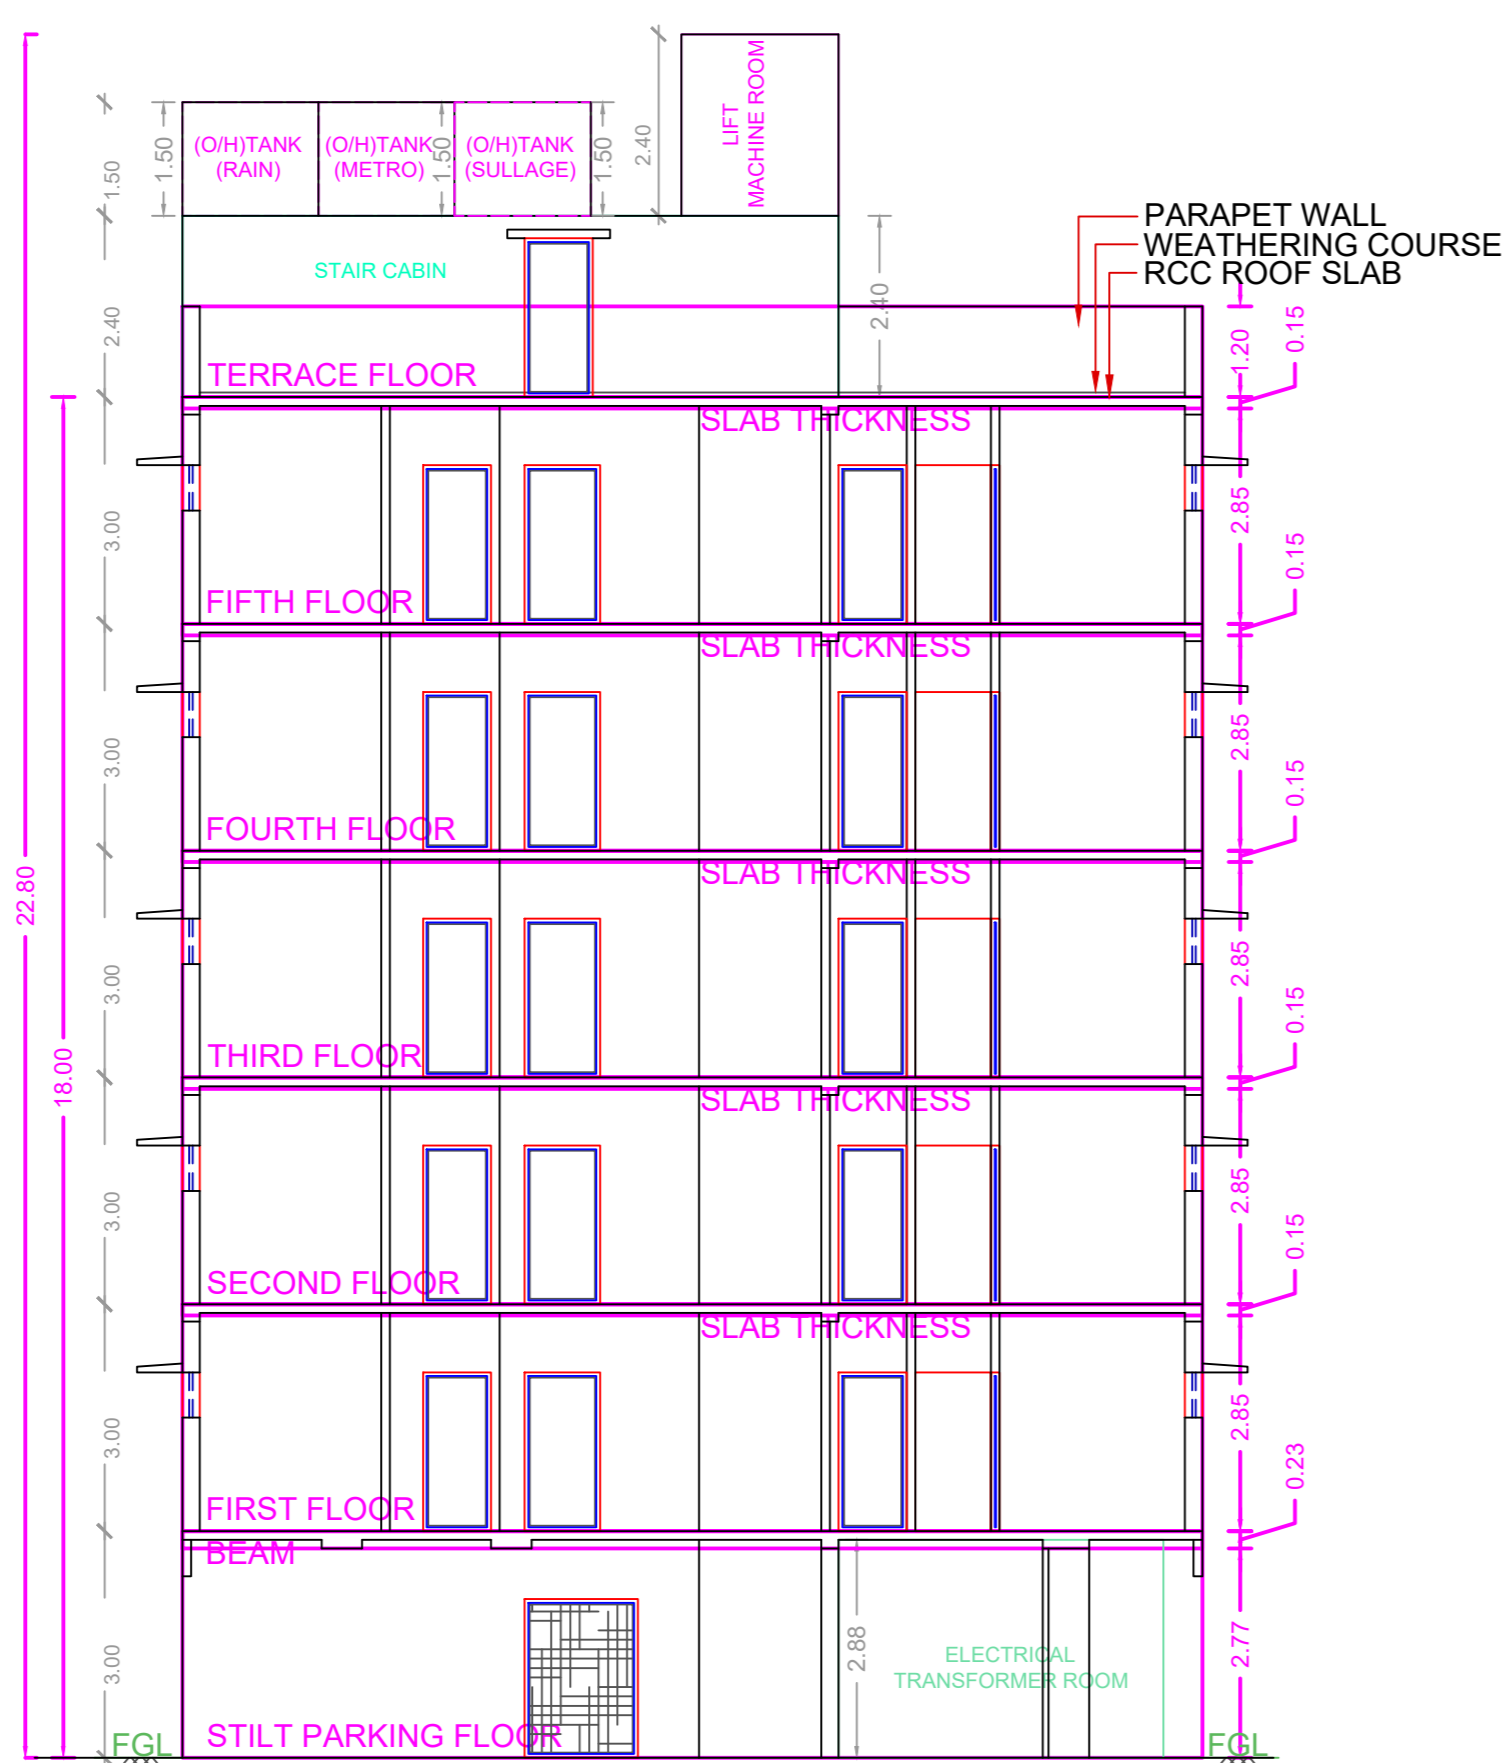 LIFT
MACHINE ROOM
2.40
(O/H)TANK
(RAIN)
(O/H)TANK
(METRO)
(O/H)TANK
(SULLAGE)
1.50
1.50
1.50
1.50
PARAPET WALL
WEATHERING COURSE
RCC ROOF SLAB
STAIR CABIN
2.40
2.40
1.20
0.15
TERRACE FLOOR
SLAB THICKNESS
3.00
2.85
0.15
FIFTH FLOOR
SLAB THICKNESS
3.00
2.85
0.15
FOURTH FLOOR
SLAB THICKNESS
22.80
3.00
2.85
0.15
THIRD FLOOR
18.00
SLAB THICKNESS
3.00
2.85
0.15
SECOND FLOOR
SLAB THICKNESS
3.00
2.85
0.23
FIRST FLOOR
BEAM
3.00
2.88
ELECTRICAL
TRANSFORMER ROOM
2.77
STILT PARKING FLOOR
FGL
FGL